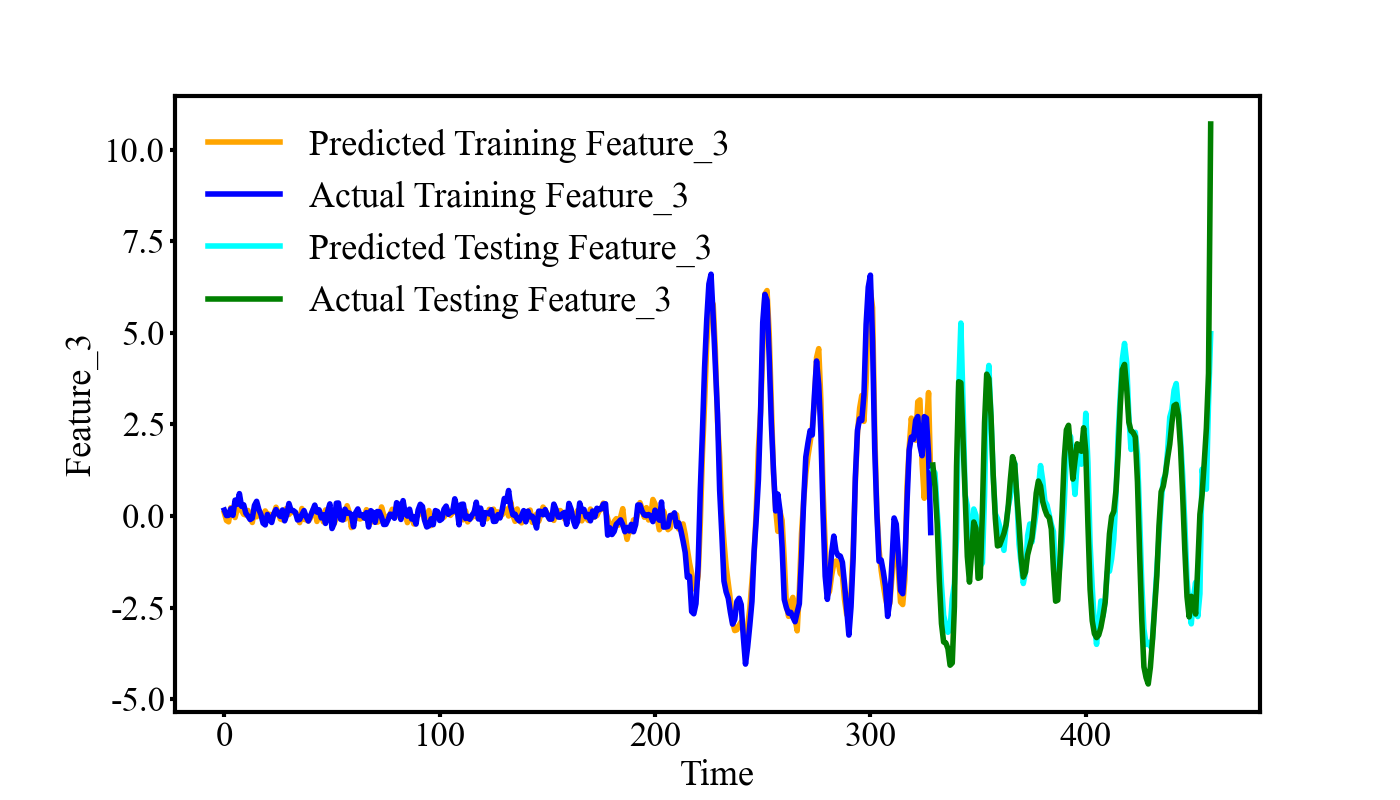 Predicted Training Feature_3
Actual Training Feature_3
Predicted Testing Feature_3
Actual Testing Feature_3
10.0
7.5
5.0
2.5
0.0
-2.5
-5.0
Feature_3
0 100 200 300 400
Time